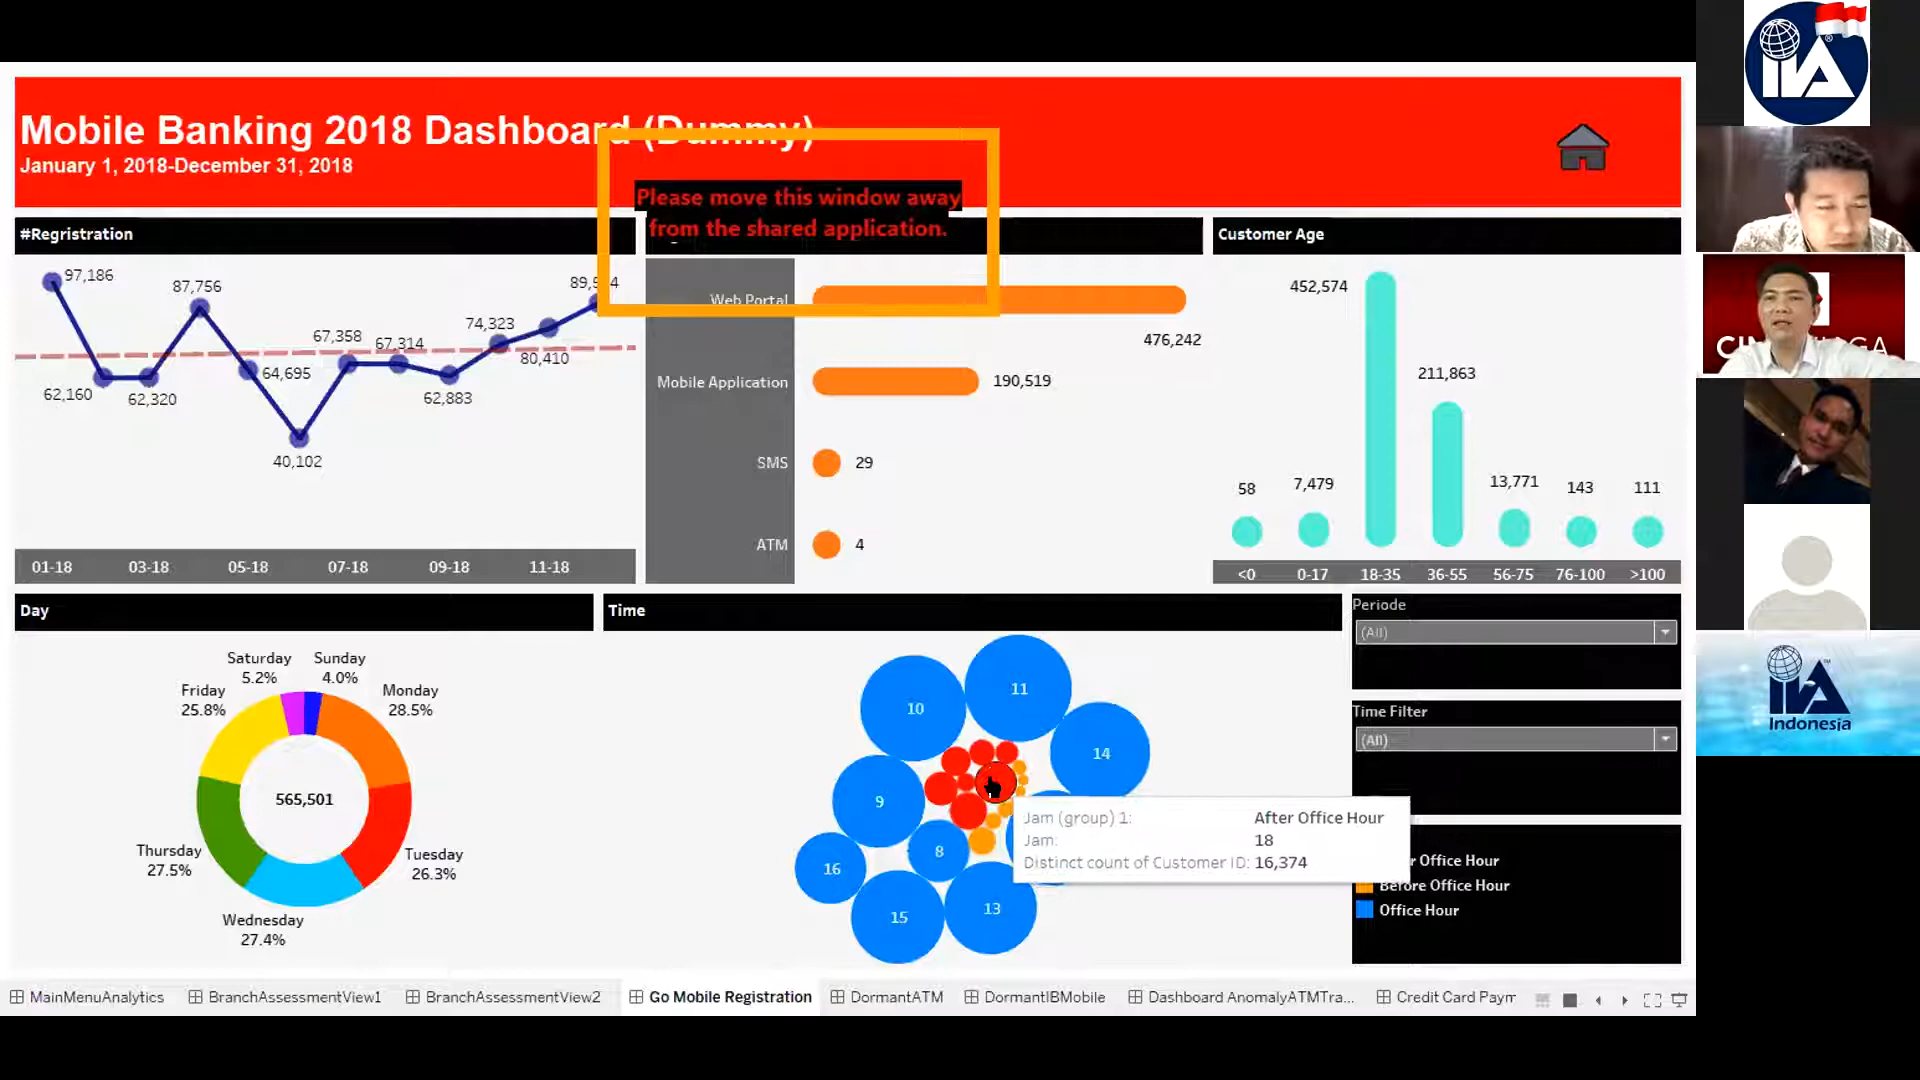 Mobile Banking 2018 Dashboard (Dummy)
January 1, 2018-December 31, 2018
Please move this window away
from the shared application.
#Regristration
97,186
62,160
62,320
87,756
64,695
40,102
67,358
67,314
62,883
74,323
80,410
01-18 03-18 05-18 07-18 09-18 11-18
Web Portal
476,242
Mobile Application
190,519
SMS
29
ATM
4
Customer Age
58
7,479
452,574
211,863
13,771
143
111
<0 0-17 18-35 36-55 56-75 76-100 >100
Day
Saturday
5.2%
Sunday
4.0%
Friday
25.8%
Monday
28.5%
565,501
Thursday
27.5%
Tuesday
26.3%
Wednesday
27.4%
Time
10
11
14
9
8
16
15
13
Jam (group) 1: After Office Hour
Jam: 18
Distinct count of Customer ID: 16,374
Periode
(All)
Time Filter
(All)
Office Hour
Before Office Hour
Office Hour
MainMenuAnalytics
BranchAssessmentView1
BranchAssessmentView2
Go Mobile Registration
DormantATM
DormantIBMobile
Dashboard AnomalyATMTra...
Credit Card Paym
IIA
®
IIA
™
Indonesia